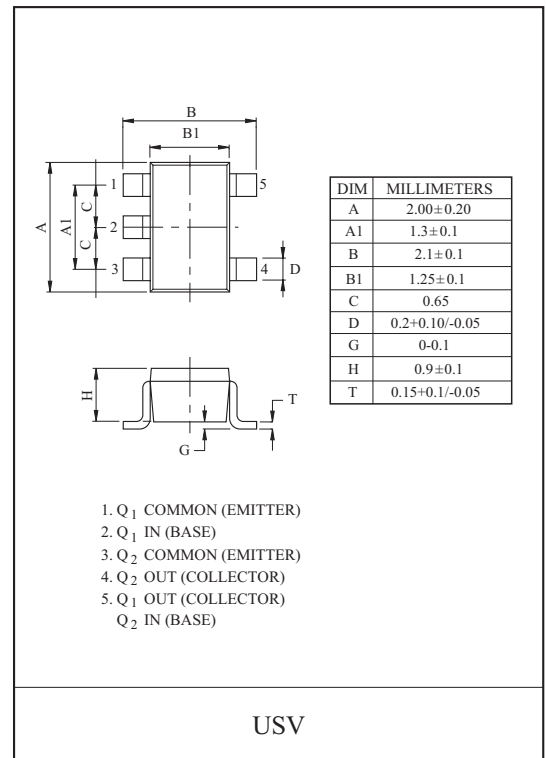 B
B1
1
5
A
A1
C
C
2
3
4
D
H
T
G
DIM MILLIMETERS
A 2.00±0.20
A1 1.3±0.1
B 2.1±0.1
B1 1.25±0.1
C 0.65
D 0.2+0.10/-0.05
G 0-0.1
H 0.9±0.1
T 0.15+0.1/-0.05
1. Q1 COMMON (EMITTER)
2. Q1 IN (BASE)
3. Q2 COMMON (EMITTER)
4. Q2 OUT (COLLECTOR)
5. Q1 OUT (COLLECTOR)
Q2 IN (BASE)
USV